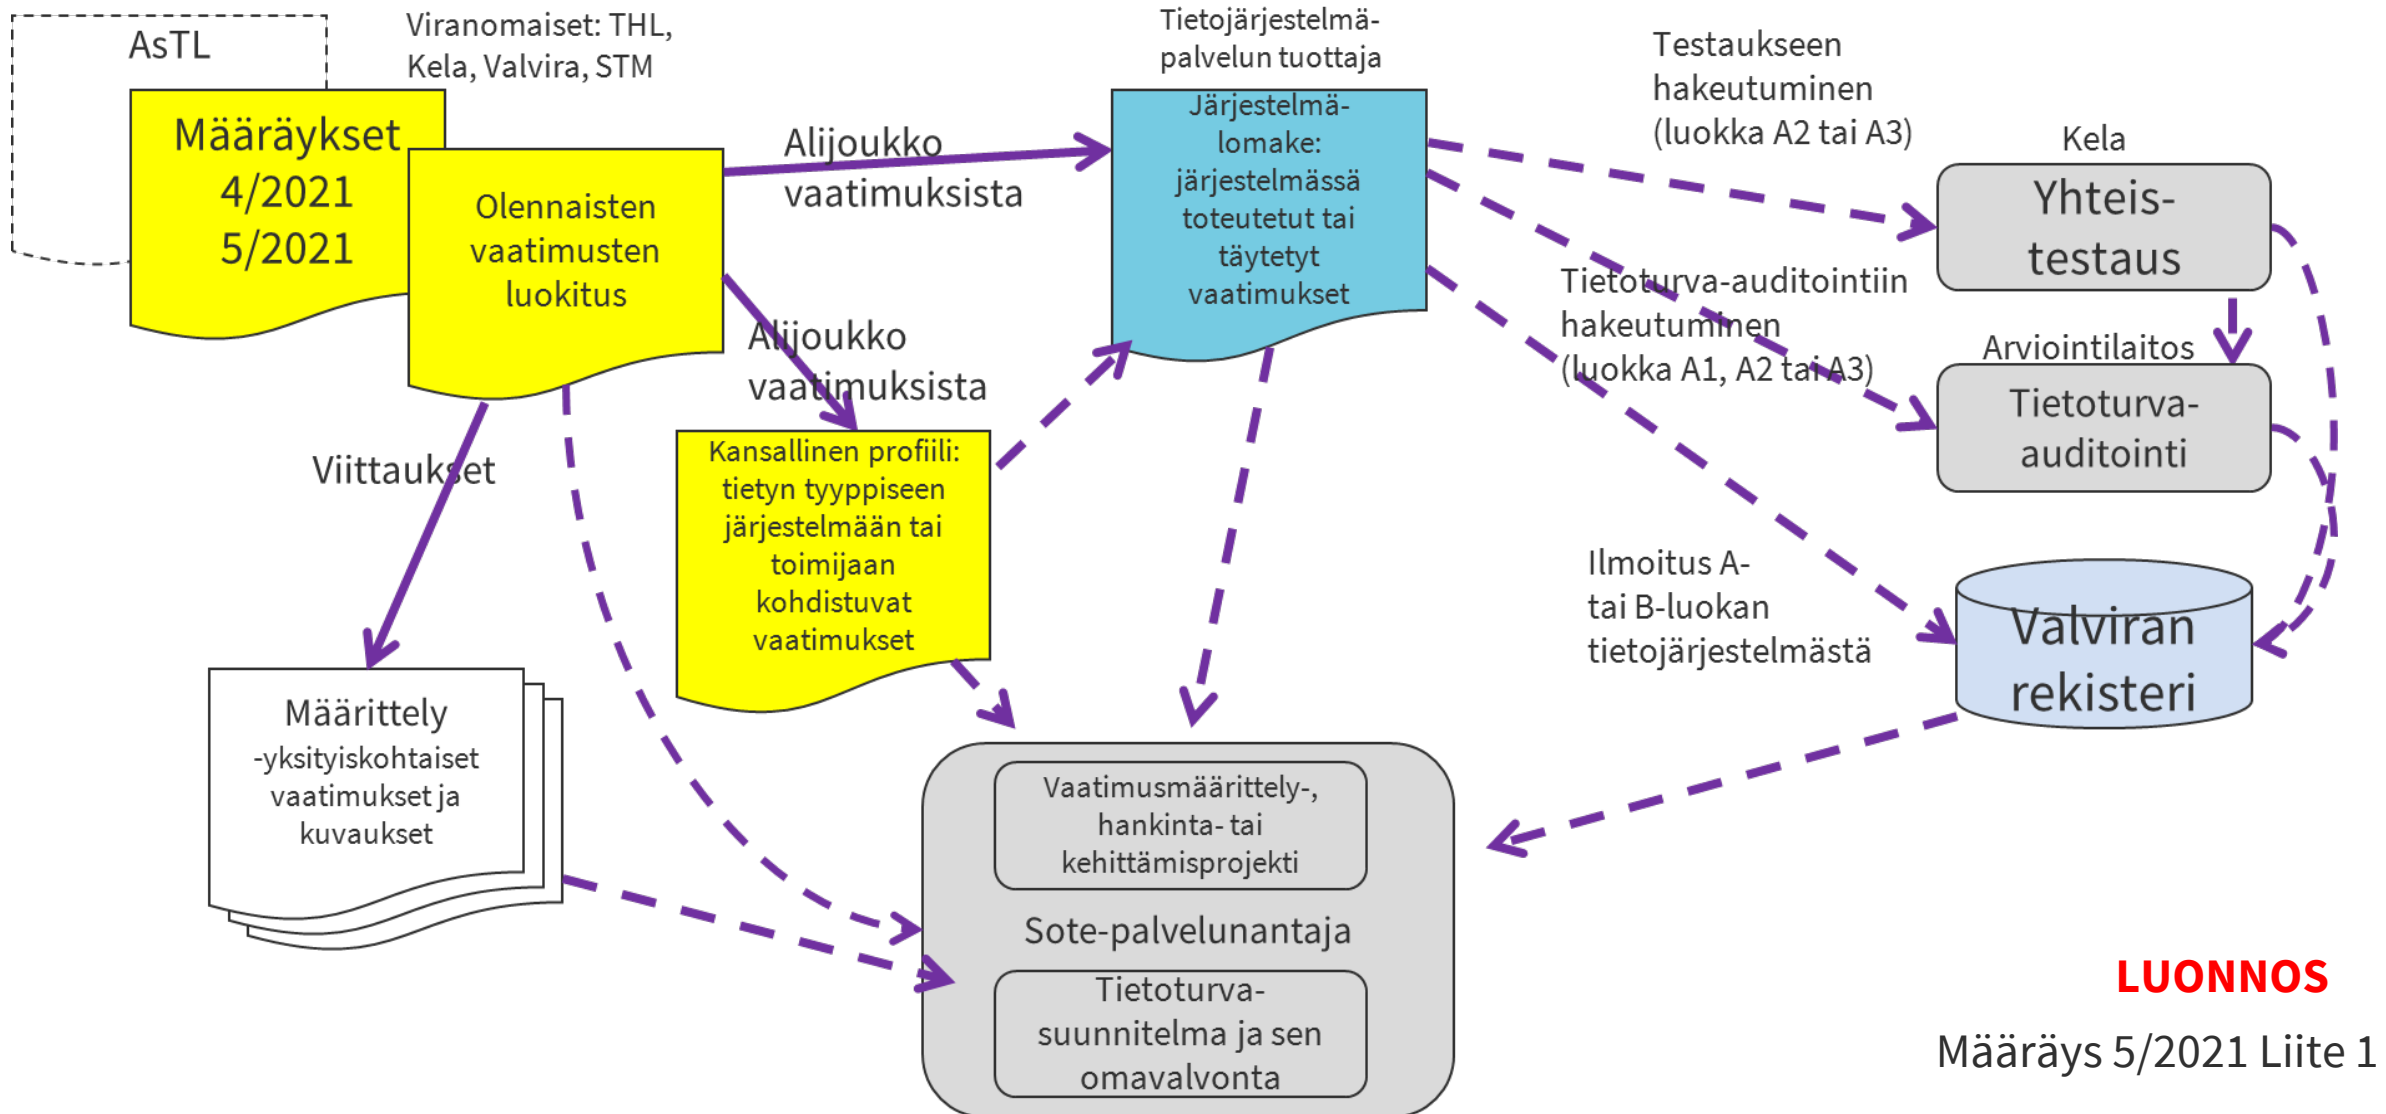 AsTL
Viranomaiset: THL,
Kela, Valvira, STM
Määräykset
4/2021
5/2021
Olennaisten
vaatimusten
luokitus
Alijoukko
vaatimuksista
Alijoukko
vaatimuksista
Viittaukset
Tietojärjestelmä-
palvelun tuottaja
Järjestelmä-
lomake:
järjestelmässä
toteutetut tai
täytetyt
vaatimukset
Kansallinen profiili:
tietyn tyyppiseen
järjestelmään tai
toimijaan
kohdistuvat
vaatimukset
Määrittely
-yksityiskohtaiset
vaatimukset ja
kuvaukset
Testaukseen
hakeutuminen
(luokka A2 tai A3)
Kela
Yhteis-
testaus
Tietoturva-auditointiin
hakeutuminen
(luokka A1, A2 tai A3)
Arviointilaitos
Tietoturva-
auditointi
Ilmoitus A-
tai B-luokan
tietojärjestelmästä
Valviran
rekisteri
Vaatimusmäärittely-,
hankinta- tai
kehittämisprojekti
Sote-palvelunantaja
Tietoturva-
suunnitelma ja sen
omavalvonta
LUONNOS
Määräys 5/2021 Liite 1